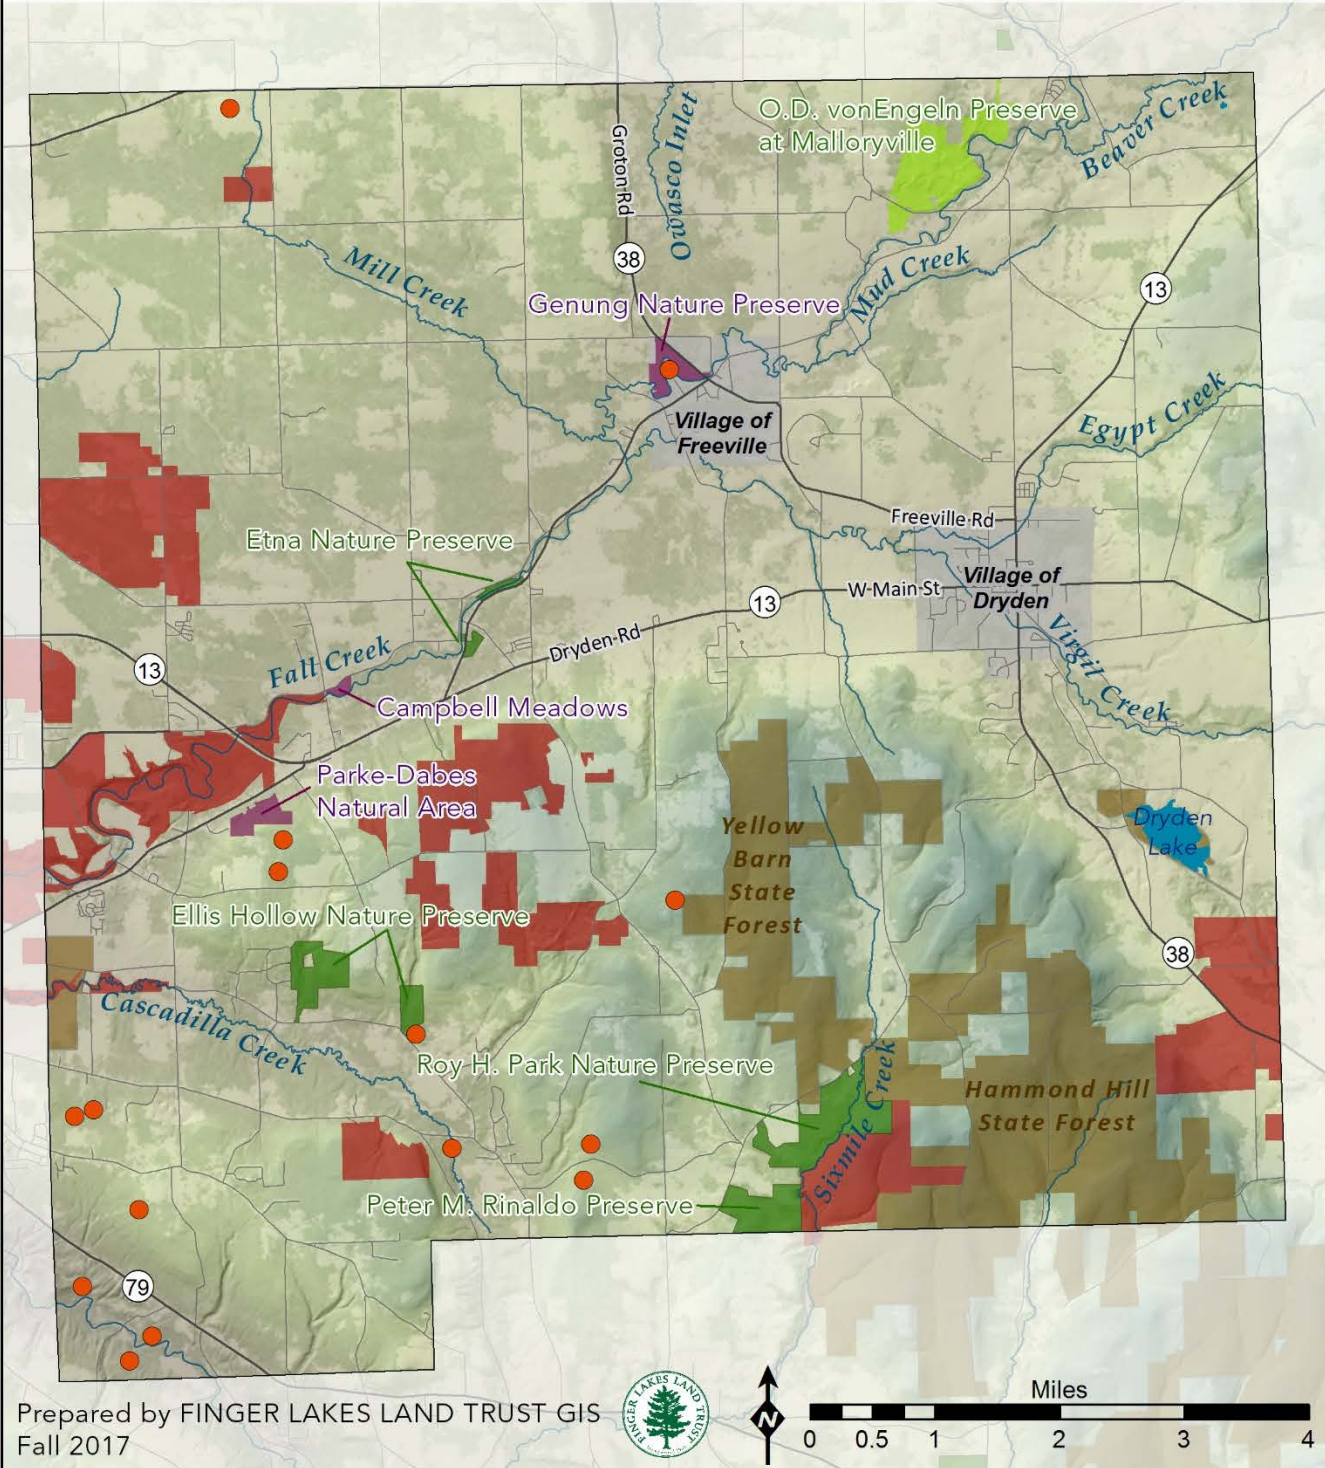 O.D. vonEngeln Preserve
at Malloryville
Beaver Creek
Groton Rd
Owasco Inlet
38
Mill Creek
Mud Creek
13
Genung Nature Preserve
Village of
Freeville
Egypt Creek
Freeville Rd
Etna Nature Preserve
Village of
Dryden
W Main St
13
Dryden Rd
Virgil Creek
Fall Creek
13
Campbell Meadows
Parke-Dabes
Natural Area
Yellow
Barn
State
Forest
Dryden
Lake
Ellis Hollow Nature Preserve
38
Cascadilla Creek
Roy H. Park Nature Preserve
Hammond Hill
State Forest
Sixmile Creek
Peter M. Rinaldo Preserve
79
Prepared by FINGER LAKES LAND TRUST GIS
Fall 2017
FINGER LAKES LAND TRUST
N
Miles
0 0.5 1 2 3 4